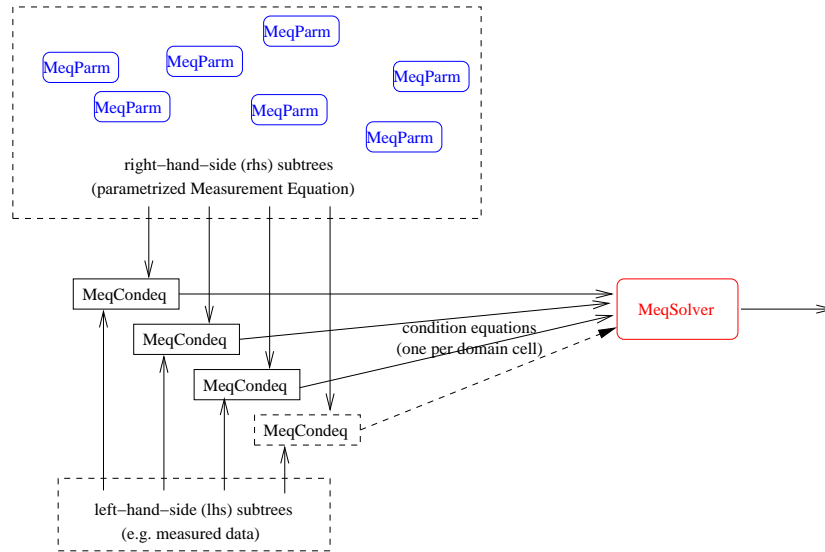 MeqParm
MeqParm
MeqParm
MeqParm
MeqParm
MeqParm
MeqParm
right−hand−side (rhs) subtrees
(parametrized Measurement Equation)
MeqCondeq
MeqSolver
condition equations
MeqCondeq
(one per domain cell)
MeqCondeq
MeqCondeq
left−hand−side (lhs) subtrees
(e.g. measured data)